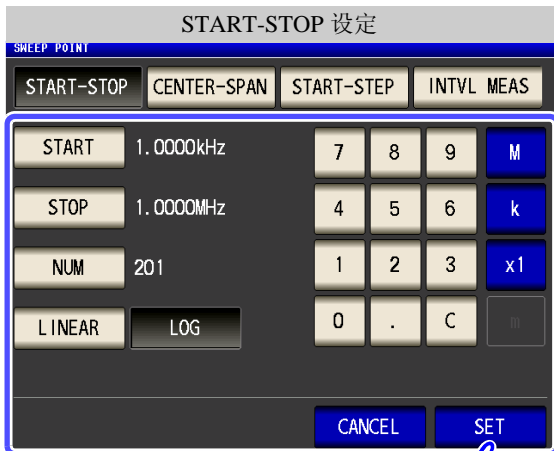 START-STOP 设定
SWEEP POINT
START-STOP CENTER-SPAN START-STEP INTVL MEAS
START 1.0000kHz 7 8 9 M
STOP 1.0000MHz 4 5 6 k
NUM 201 1 2 3 x1
LINEAR LOG 0 . C m
CANCEL SET